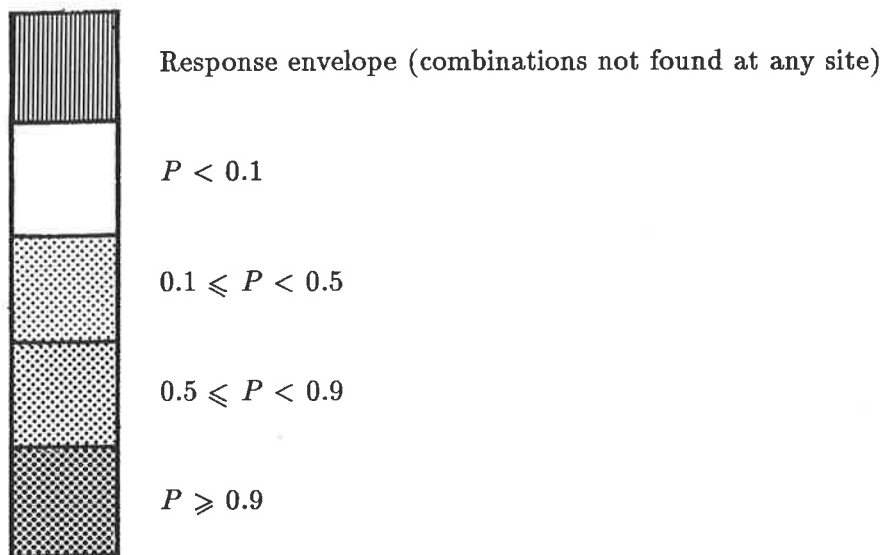 Response envelope (combinations not found at any site)
P < 0.1
0.1 ⩽ P < 0.5
0.5 ⩽ P < 0.9
P ⩾ 0.9